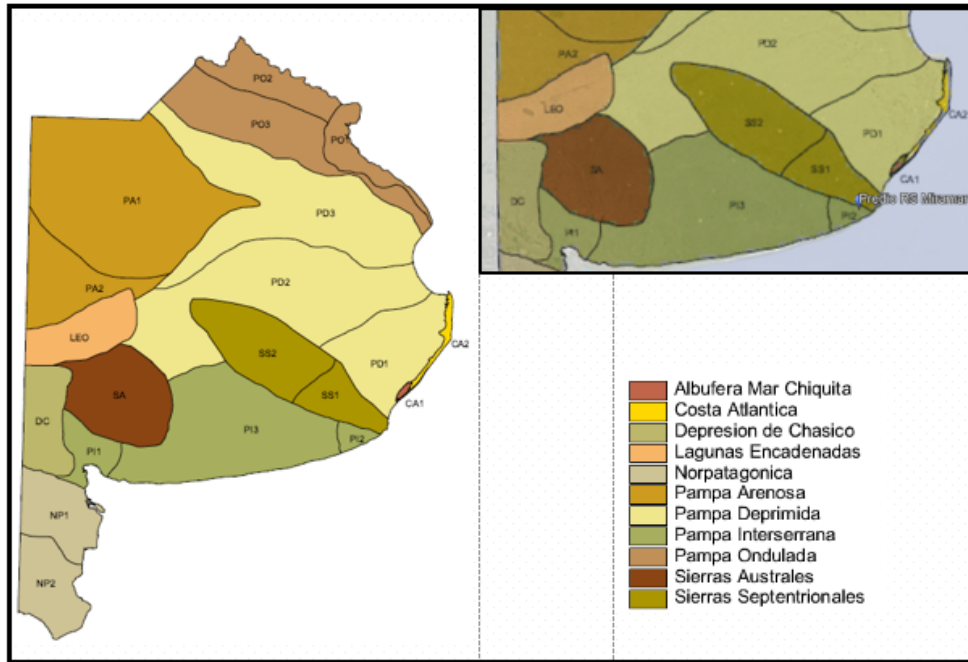 PO2
PO3
PO1
PA1
PD3
PA2
PD2
LEO
SS2
PD1
CA2
SA
SS1
CA1
DC
PI3
PI2
PI1
NP1
NP2
PA2
PD2
LEO
SS2
PD1
CA2
SA
SS1
CA1
DC
PI3
PI2
Predio RS Miramar
PI1
Albufera Mar Chiquita
Costa Atlantica
Depresion de Chasico
Lagunas Encadenadas
Norpatagonica
Pampa Arenosa
Pampa Deprimida
Pampa Interserrana
Pampa Ondulada
Sierras Australes
Sierras Septentrionales